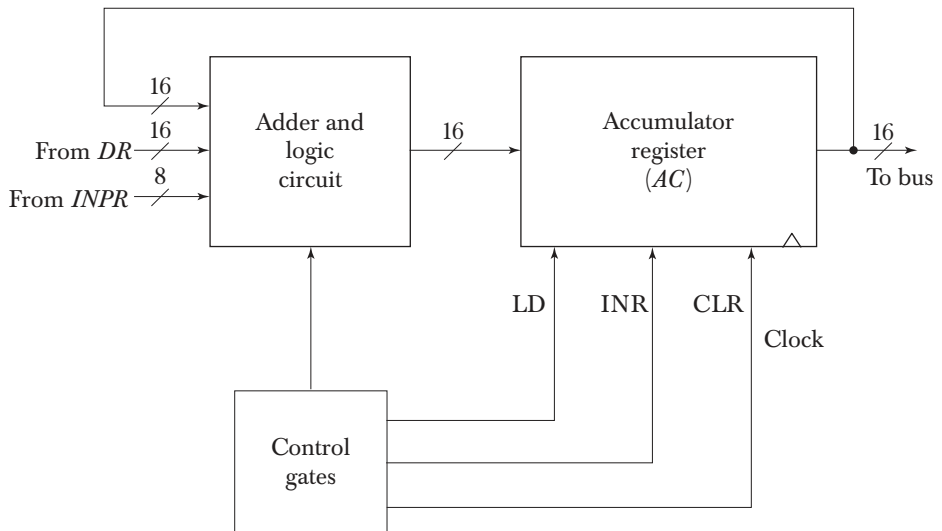 16
From DR
16
From INPR
8
Adder and
logic
circuit
16
Accumulator
register
(AC)
16
To bus
LD
INR
CLR
Clock
Control
gates